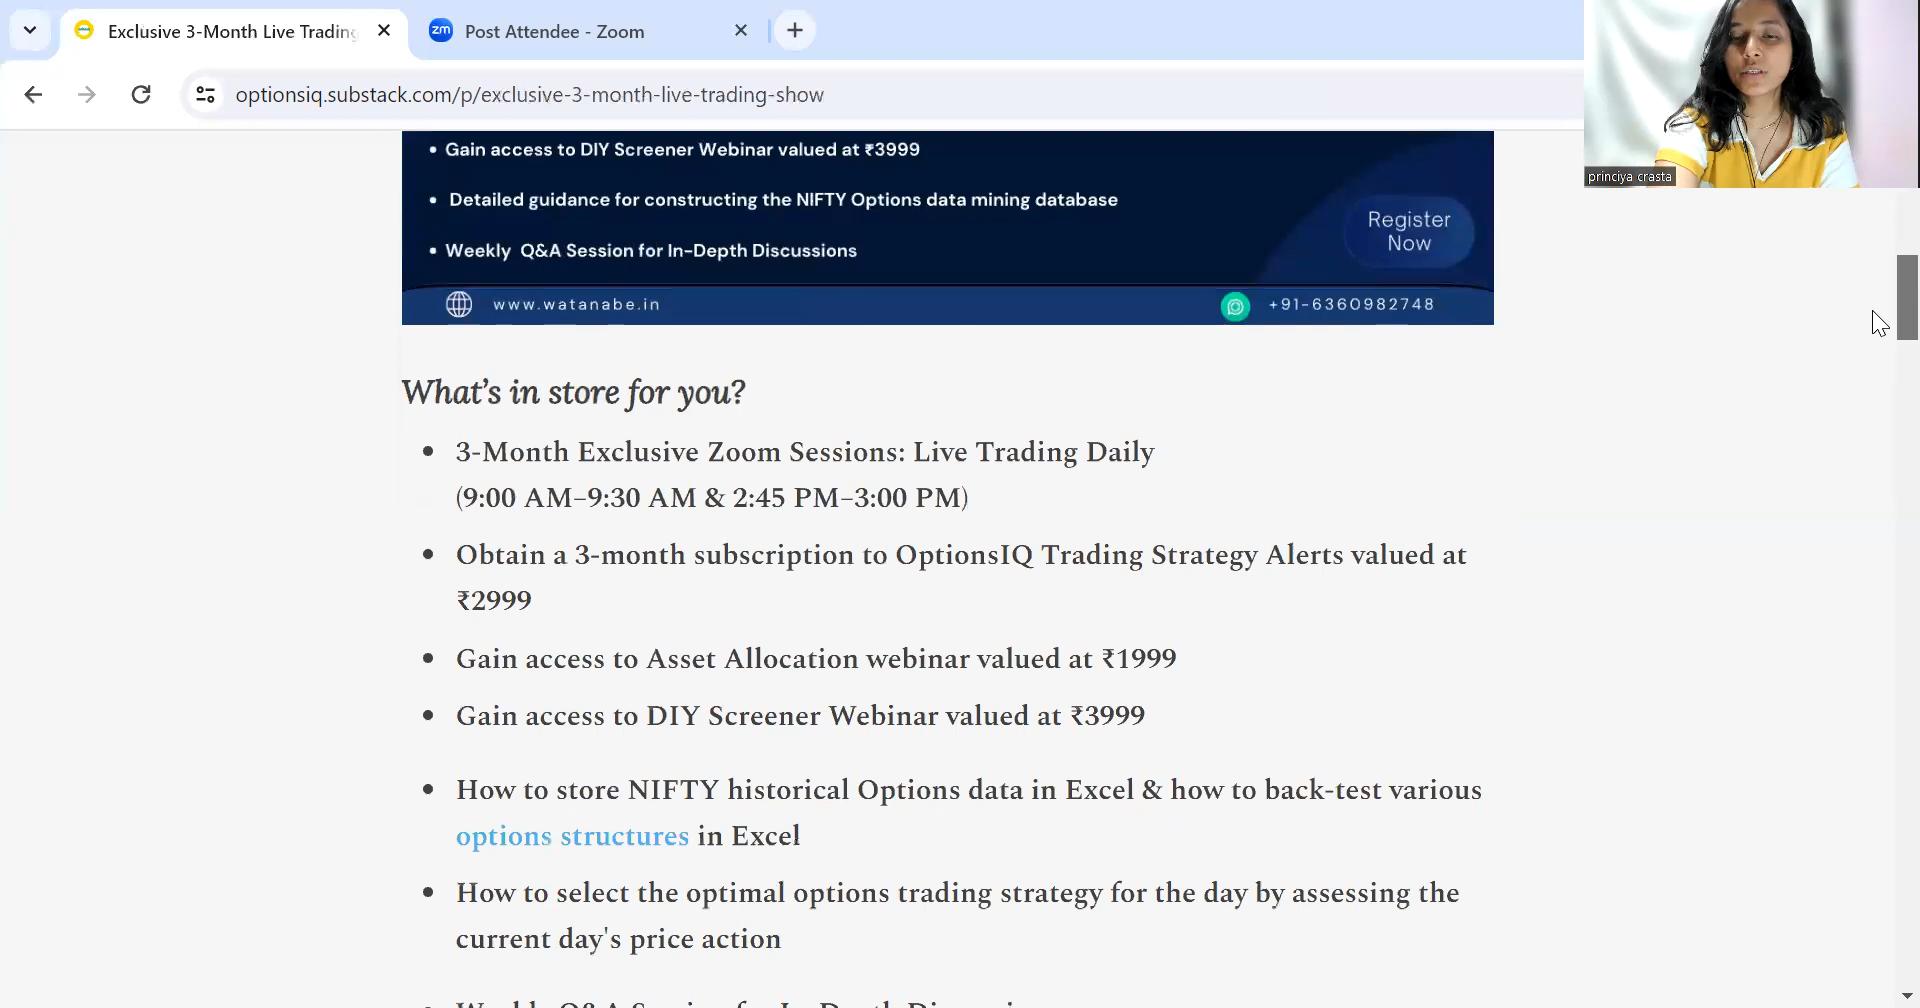 Exclusive 3-Month Live Trading
Post Attendee - Zoom
optionsiq.substack.com/p/exclusive-3-month-live-trading-show
princiya crasta
• Gain access to DIY Screener Webinar valued at ₹3999
• Detailed guidance for constructing the NIFTY Options data mining database
• Weekly Q&A Session for In-Depth Discussions
Register
Now
www.watanabe.in
+91-6360982748
What's in store for you?
• 3-Month Exclusive Zoom Sessions: Live Trading Daily
(9:00 AM–9:30 AM & 2:45 PM–3:00 PM)
• Obtain a 3-month subscription to OptionsIQ Trading Strategy Alerts valued at
₹2999
• Gain access to Asset Allocation webinar valued at ₹1999
• Gain access to DIY Screener Webinar valued at ₹3999
• How to store NIFTY historical Options data in Excel & how to back-test various
options structures in Excel
• How to select the optimal options trading strategy for the day by assessing the
current day's price action